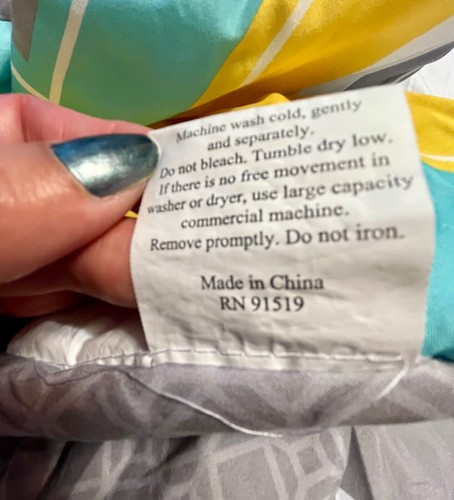 Machine wash cold, gently
and separately.
Do not bleach. Tumble dry low.
If there is no free movement in
washer or dryer, use large capacity
commercial machine.
Remove promptly. Do not iron.
Made in China
RN 91519